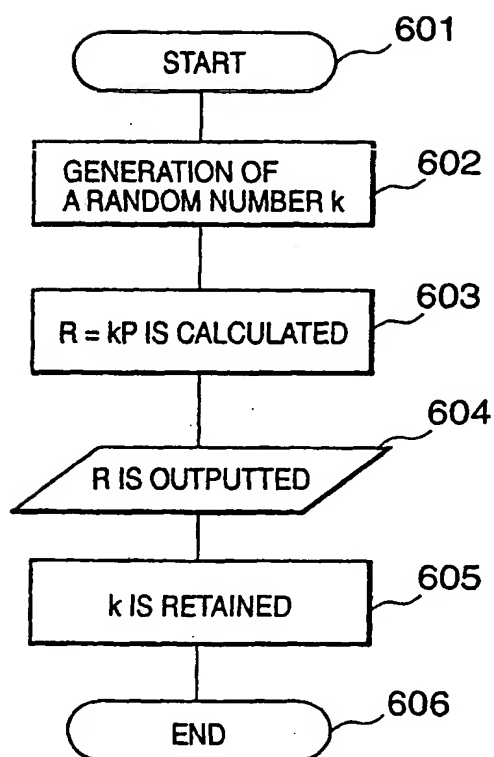 601
START
602
GENERATION OF
A RANDOM NUMBER k
603
R = kP IS CALCULATED
604
R IS OUTPUTTED
605
k IS RETAINED
606
END